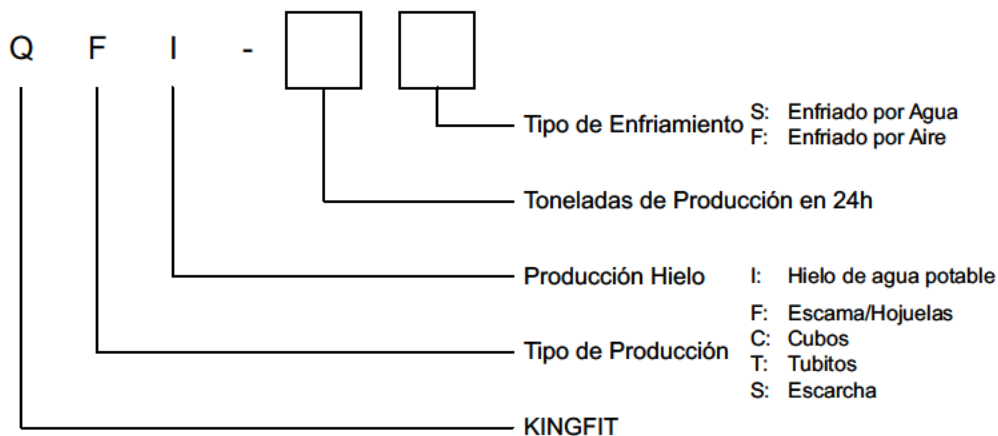 Q F I -
Tipo de Enfriamiento
S: Enfriado por Agua
F: Enfriado por Aire
Toneladas de Producción en 24h
Producción Hielo
I: Hielo de agua potable
Tipo de Producción
F: Escama/Hojuelas
C: Cubos
T: Tubitos
S: Escarcha
KINGFIT